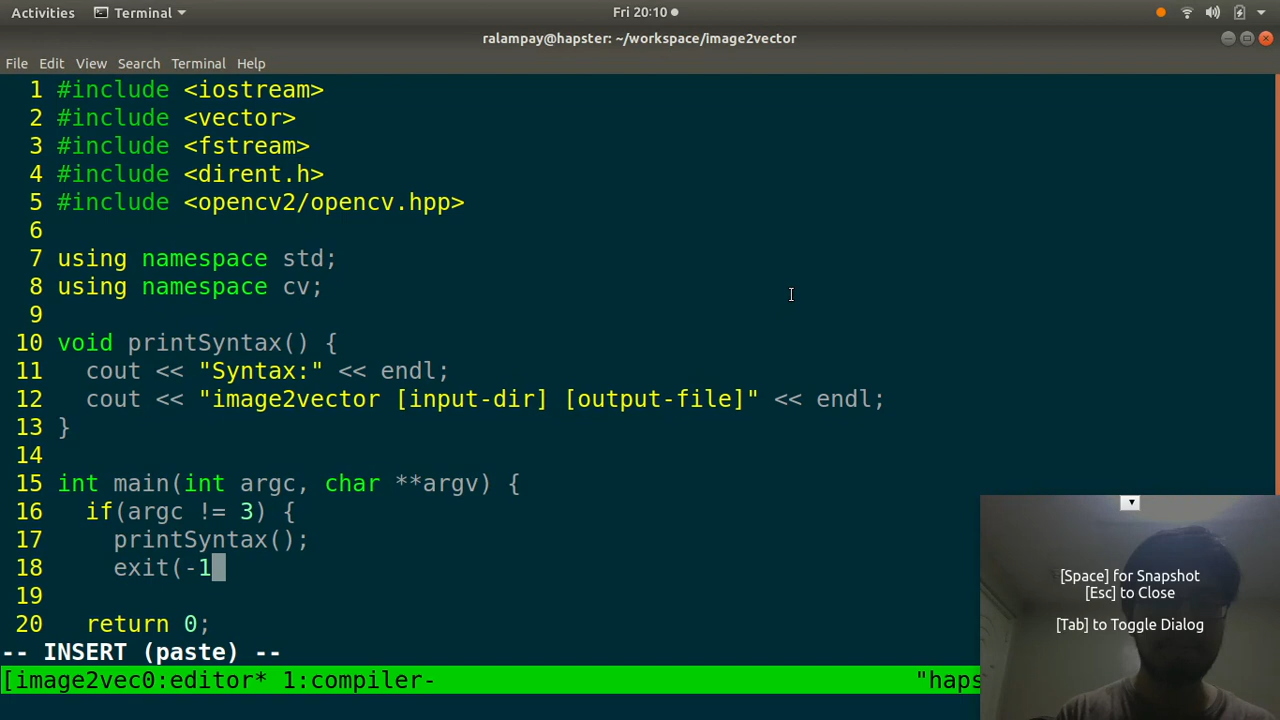 Activities Terminal Fri 20:10
ralampay@hapster: ~/workspace/image2vector
File Edit View Search Terminal Help
1 #include <iostream>
2 #include <vector>
3 #include <fstream>
4 #include <dirent.h>
5 #include <opencv2/opencv.hpp>
6
7 using namespace std;
8 using namespace cv;
9
10 void printSyntax() {
11 cout << "Syntax:" << endl;
12 cout << "image2vector [input-dir] [output-file]" << endl;
13 }
14
15 int main(int argc, char **argv) {
16 if(argc != 3) {
17 printSyntax();
18 exit(-1
19
20 return 0;
-- INSERT (paste) --
[image2vec0:editor* 1:compiler- "haps
[Space] for Snapshot
[Esc] to Close
[Tab] to Toggle Dialog